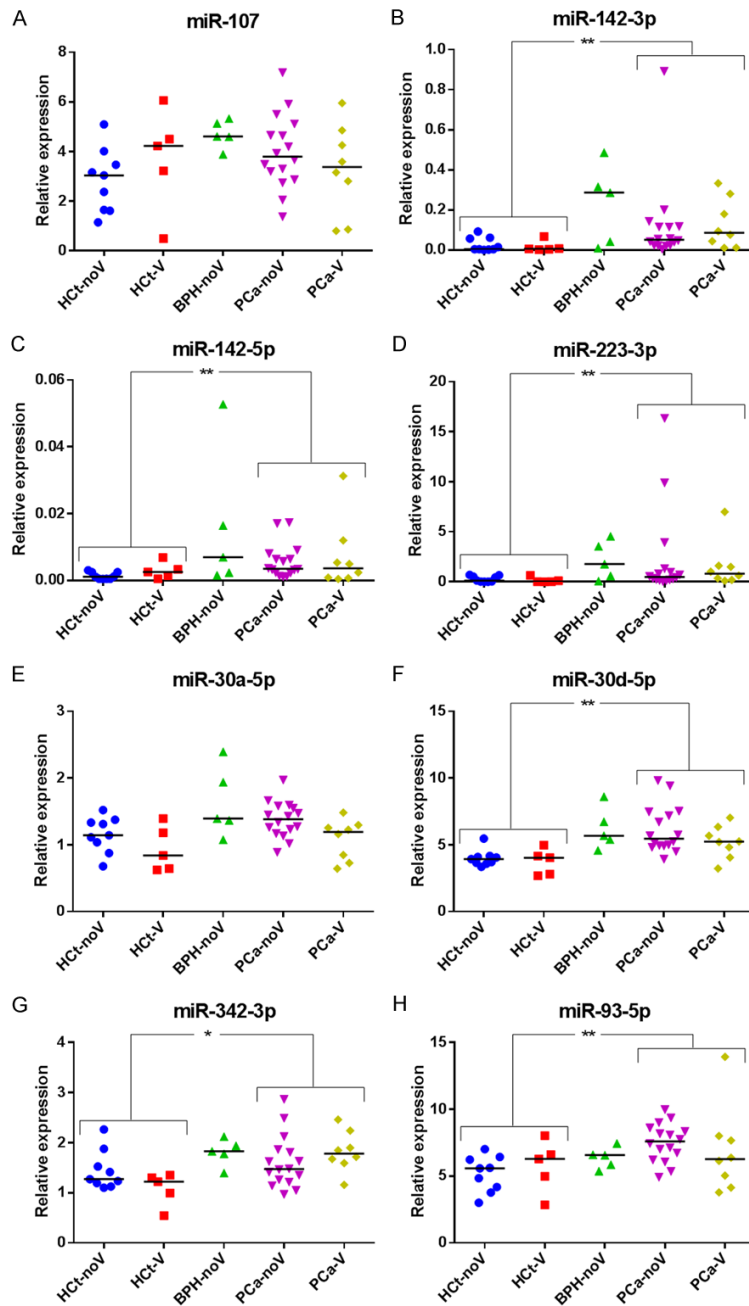 A
miR-107
Relative expression
8
6
4
2
0
HCt-noV
HCt-V
BPH-noV
PCa-noV
PCa-V
B
miR-142-3p
**
Relative expression
1.0
0.8
0.6
0.4
0.2
0.0
HCt-noV
HCt-V
BPH-noV
PCa-noV
PCa-V
C
miR-142-5p
**
Relative expression
0.06
0.04
0.02
0.00
HCt-noV
HCt-V
BPH-noV
PCa-noV
PCa-V
D
miR-223-3p
**
Relative expression
20
15
10
5
0
HCt-noV
HCt-V
BPH-noV
PCa-noV
PCa-V
E
miR-30a-5p
Relative expression
3
2
1
0
HCt-noV
HCt-V
BPH-noV
PCa-noV
PCa-V
F
miR-30d-5p
**
Relative expression
15
10
5
0
HCt-noV
HCt-V
BPH-noV
PCa-noV
PCa-V
G
miR-342-3p
*
Relative expression
4
3
2
1
0
HCt-noV
HCt-V
BPH-noV
PCa-noV
PCa-V
H
miR-93-5p
**
Relative expression
15
10
5
0
HCt-noV
HCt-V
BPH-noV
PCa-noV
PCa-V